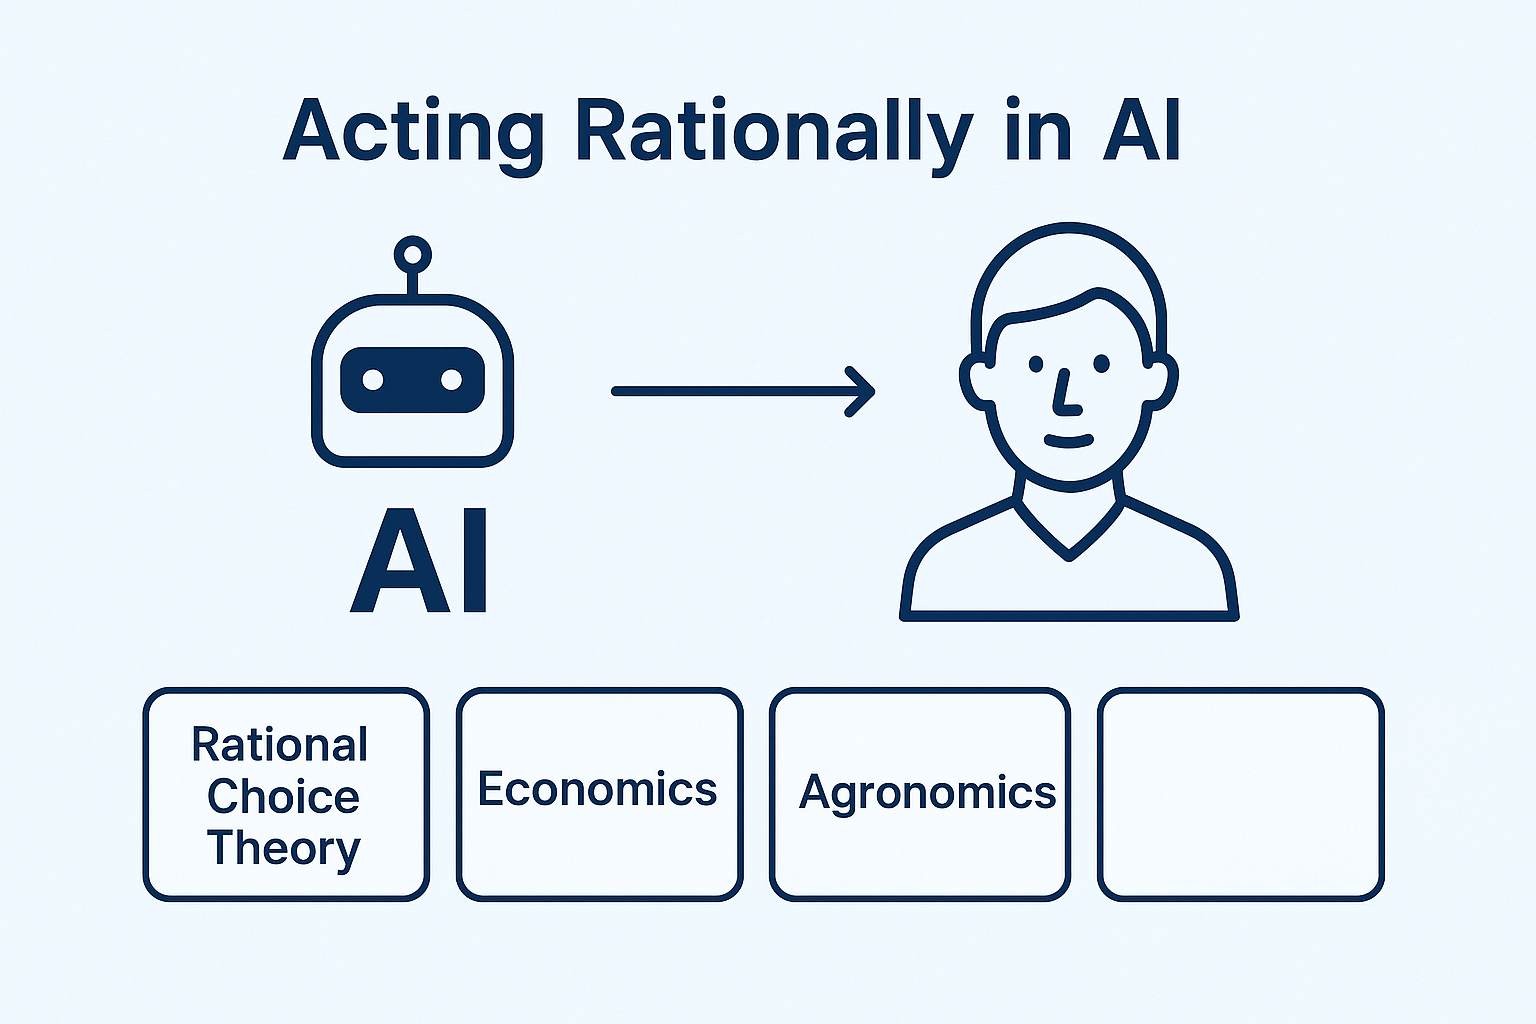 Acting Rationally in AI
AI
Rational
Choice
Theory
Economics
Agronomics